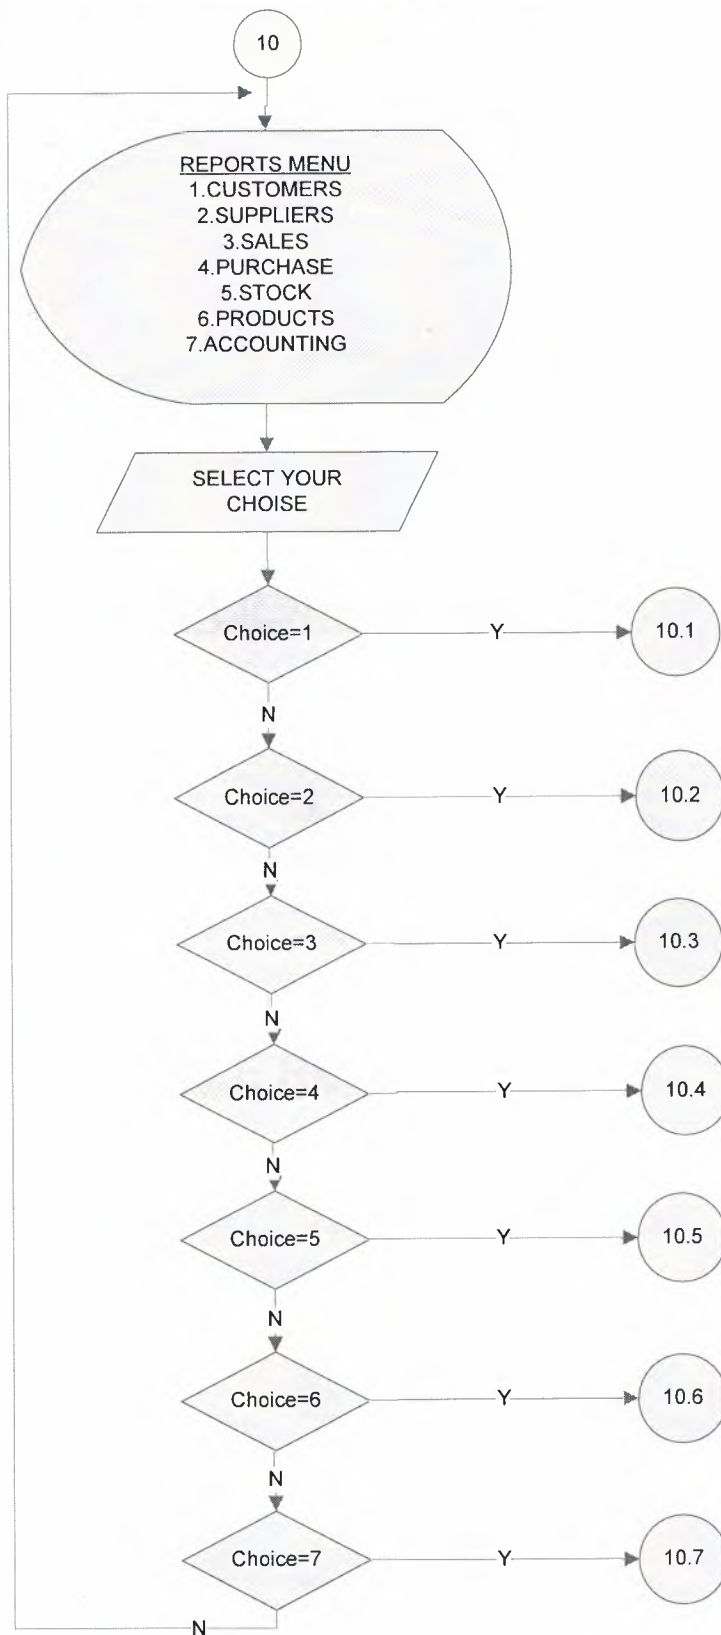 10
REPORTS MENU
1.CUSTOMERS
2.SUPPLIERS
3.SALES
4.PURCHASE
5.STOCK
6.PRODUCTS
7.ACCOUNTING
SELECT YOUR
CHOISE
Choice=1
Y
10.1
N
Choice=2
Y
10.2
N
Choice=3
Y
10.3
N
Choice=4
Y
10.4
N
Choice=5
Y
10.5
N
Choice=6
Y
10.6
N
Choice=7
Y
10.7
N